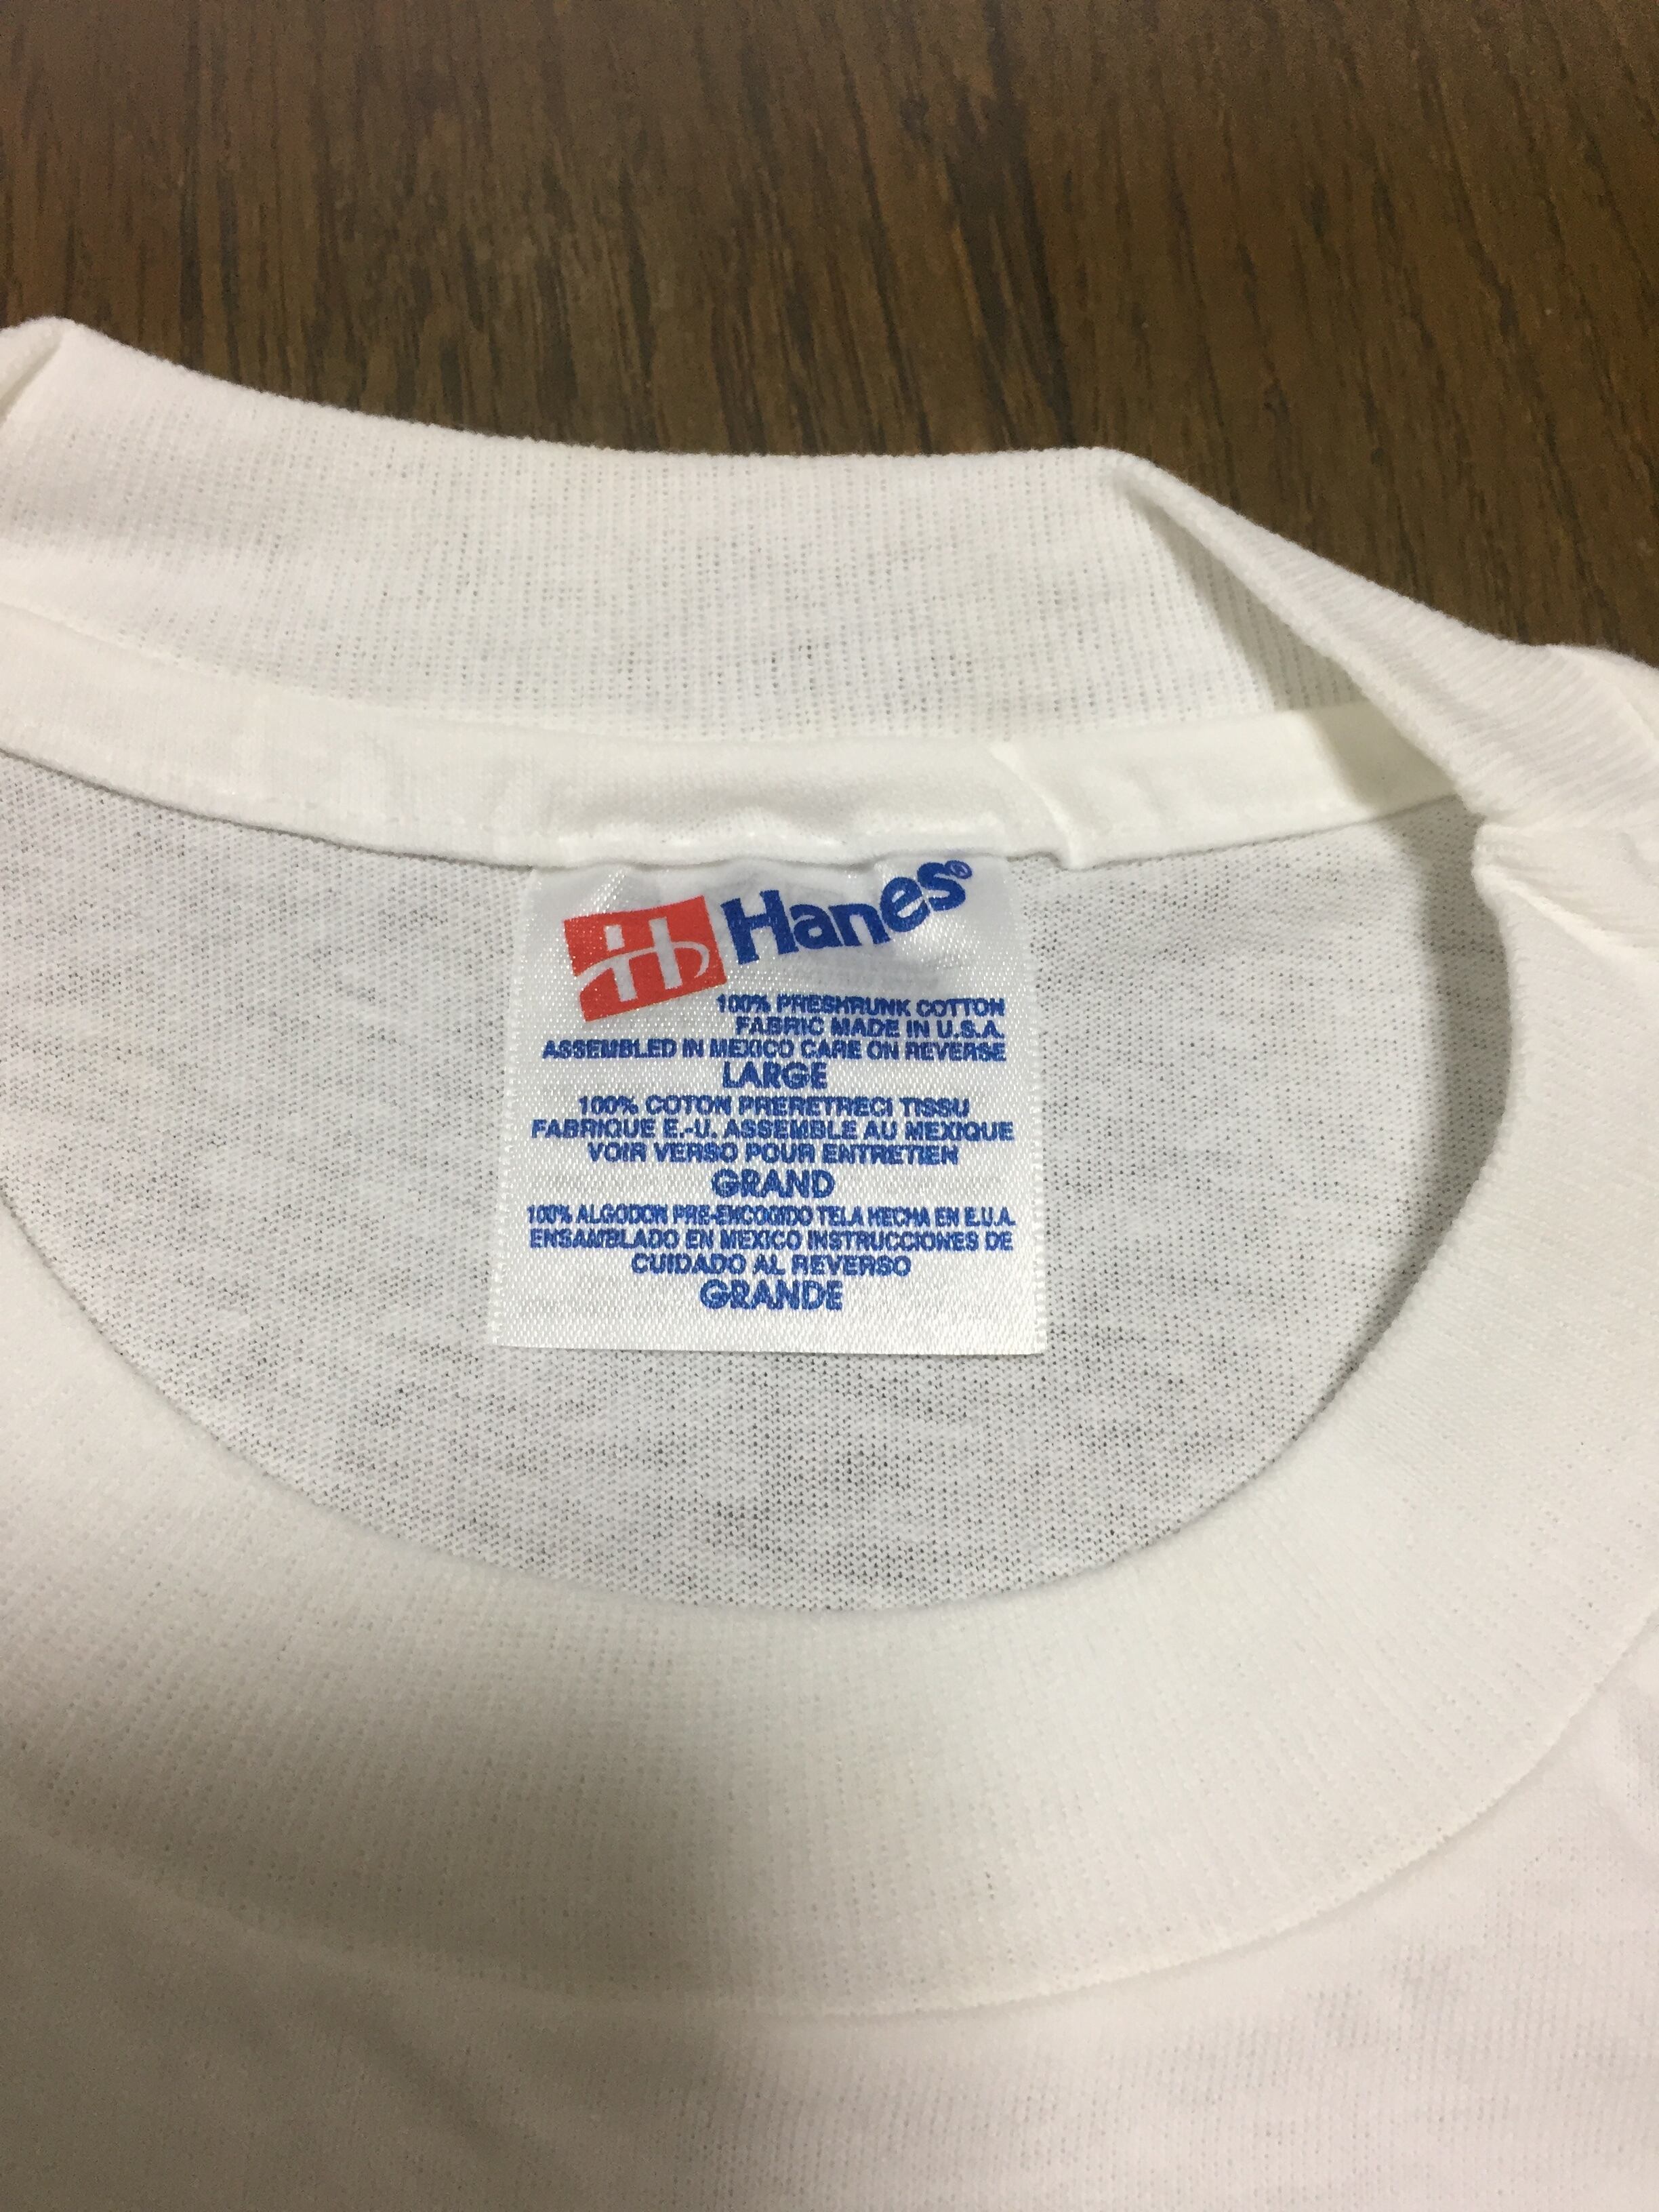 H Hanes®
100% PRESHRUNK COTTON
FABRIC MADE IN U.S.A.
ASSEMBLED IN MEXICO CARE ON REVERSE
LARGE
100% COTON PRERETRECI TISSU
FABRIQUE E.-U. ASSEMBLE AU MEXIQUE
VOIR VERSO POUR ENTRETIEN
GRAND
100% ALGODON PRE-ENCOGIDO TELA HECHA EN E.U.A.
ENSAMBLADO EN MEXICO INSTRUCCIONES DE
CUIDADO AL REVERSO
GRANDE